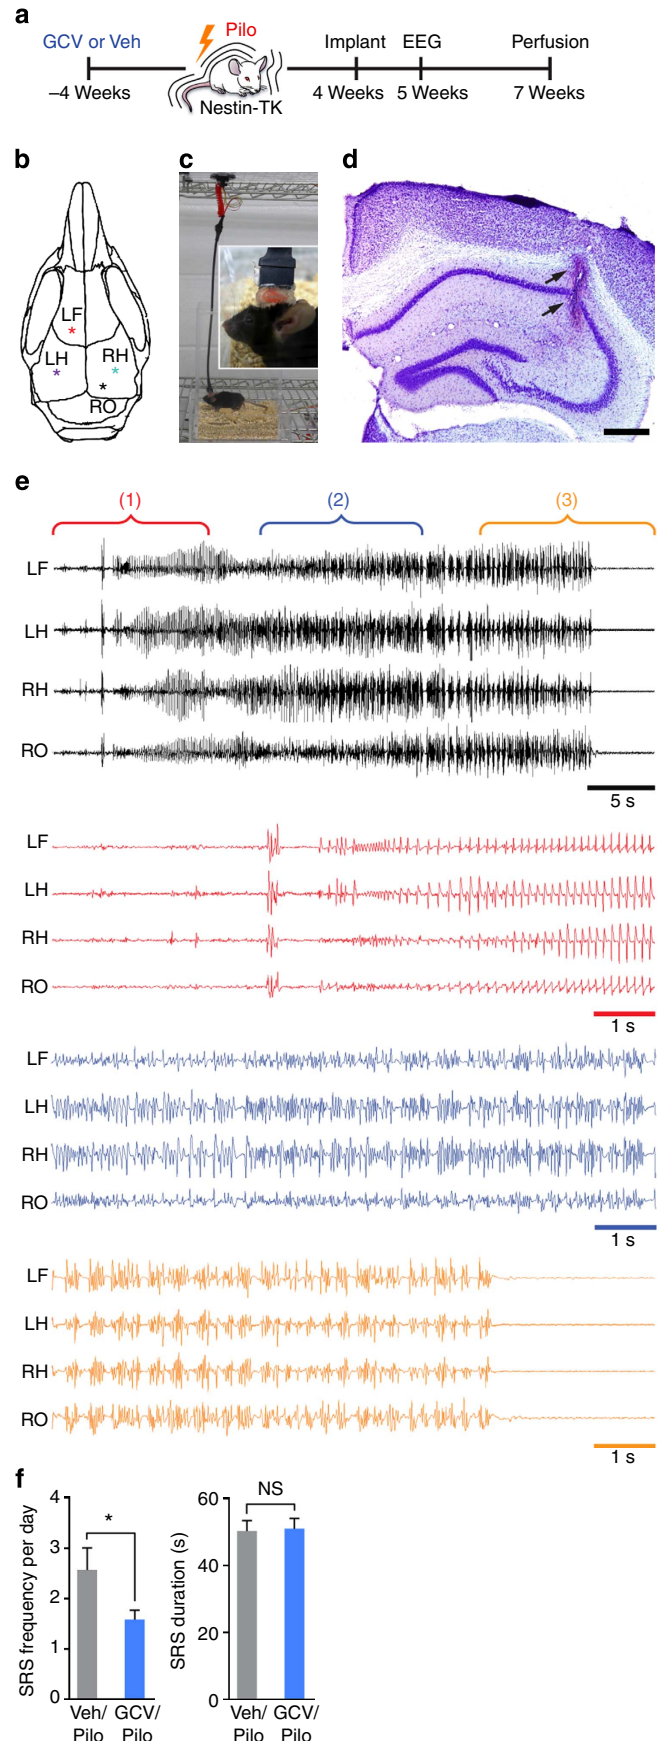 a
GCV or Veh
Pilo
Implant
EEG
Perfusion
–4 Weeks
Nestin-TK
4 Weeks
5 Weeks
7 Weeks
b
c
d
LF
*
LH
*
RH
*
*
RO
e
(1)
(2)
(3)
LF
LH
RH
RO
5 s
LF
LH
RH
RO
1 s
LF
LH
RH
RO
1 s
LF
LH
RH
RO
1 s
f
SRS frequency per day
4
3
2
1
0
*
Veh/
Pilo
GCV/
Pilo
SRS duration (s)
60
40
20
0
NS
Veh/
Pilo
GCV/
Pilo